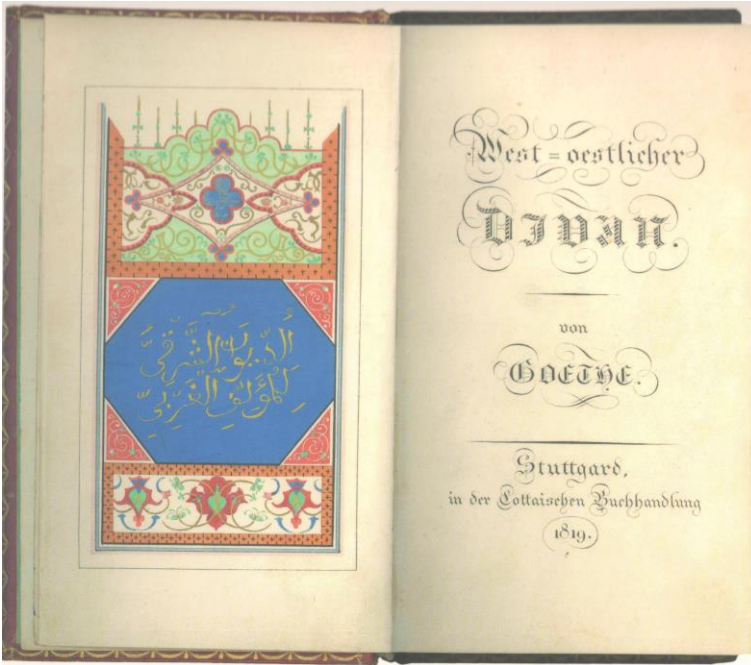 الديوان الشرقي
للمؤلف الغربي
West=oestlicher
DIVAN.
von
GOETHE.
Stuttgard,
in der Cottaischen Buchhandlung
1819.